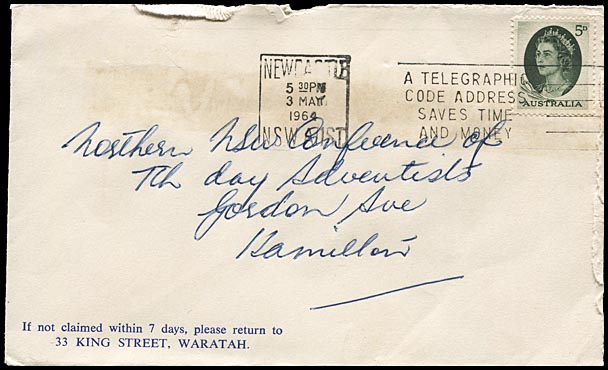 NEWCASTLE
5 30PM
3 MAY
1964
NSW AUST
A TELEGRAPHIC
CODE ADDRESS
SAVES TIME
AND MONEY
5D
AUSTRALIA
Northern NSW Conference of
7th day Adventists
Gordon Ave
Hamilton
If not claimed within 7 days, please return to
33 KING STREET, WARATAH.